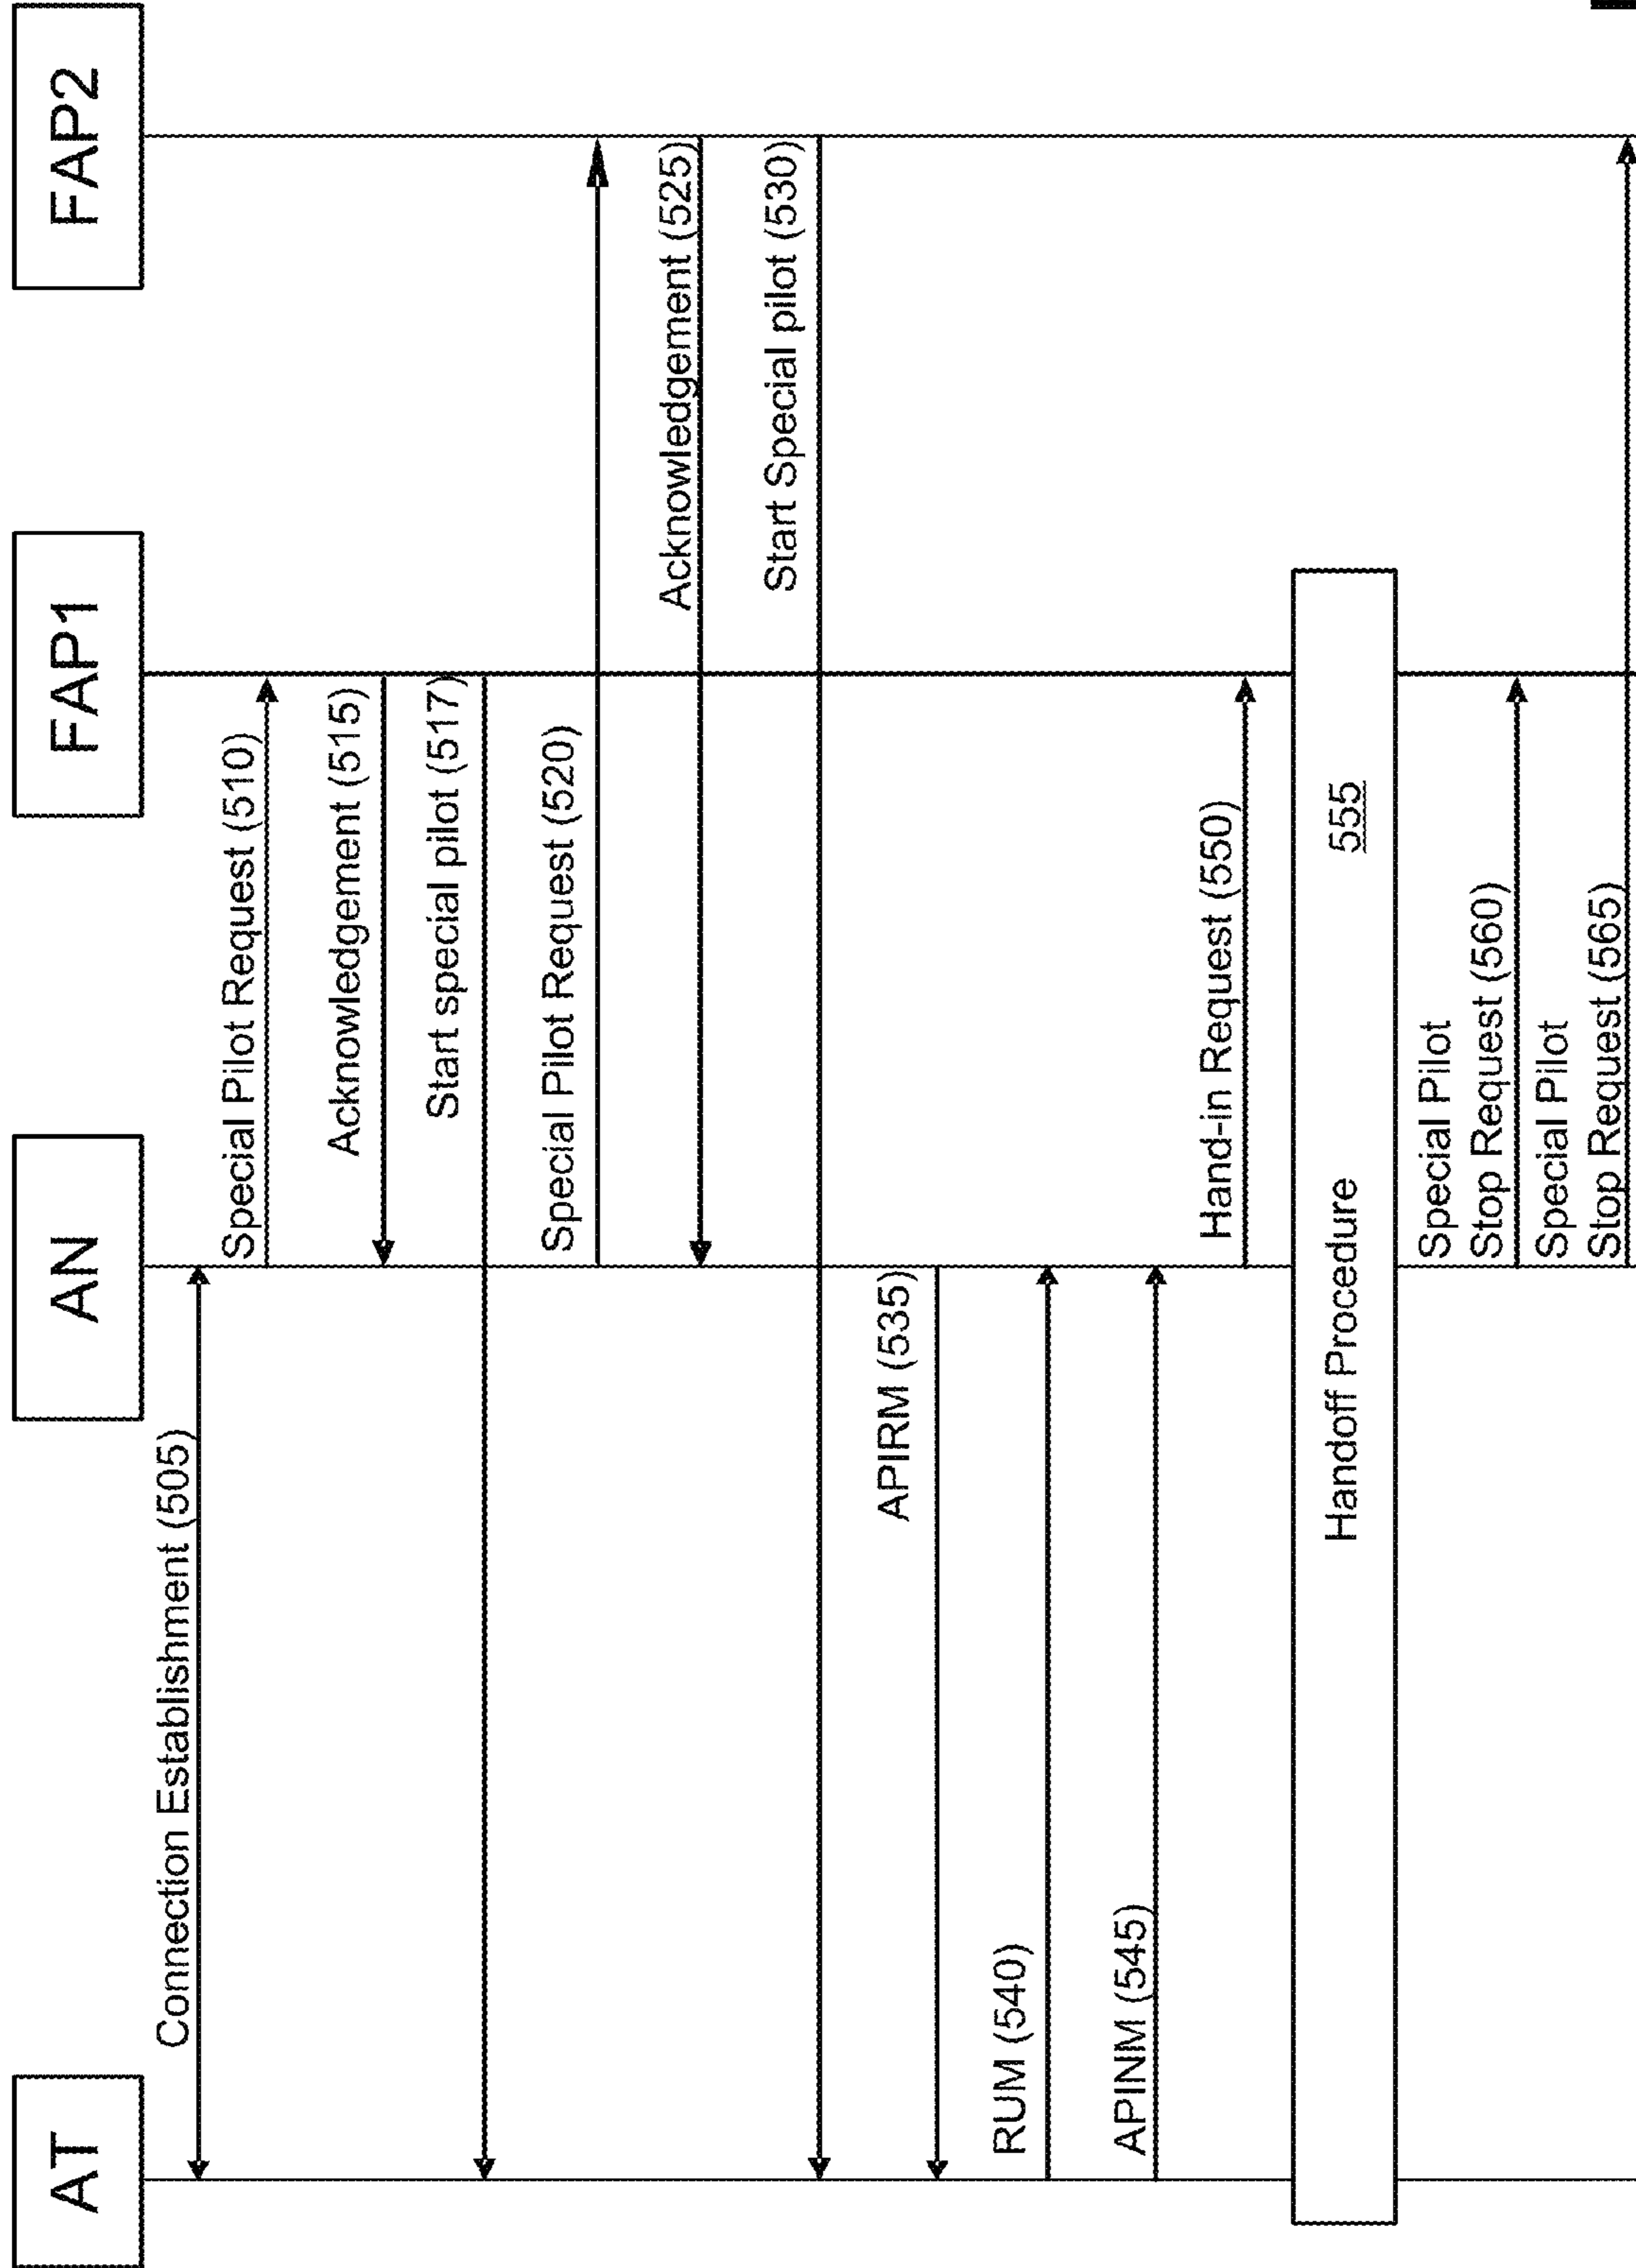 AT
AN
FAP1
FAP2
Connection Establishment (505)
Special Pilot Request (510)
Acknowledgement (515)
Start special pilot (517)
Special Pilot Request (520)
Acknowledgement (525)
Start Special pilot (530)
APIRM (535)
RUM (540)
APINM (545)
Hand-in Request (550)
Handoff Procedure 555
Special Pilot
Stop Request (560)
Special Pilot
Stop Request (565)